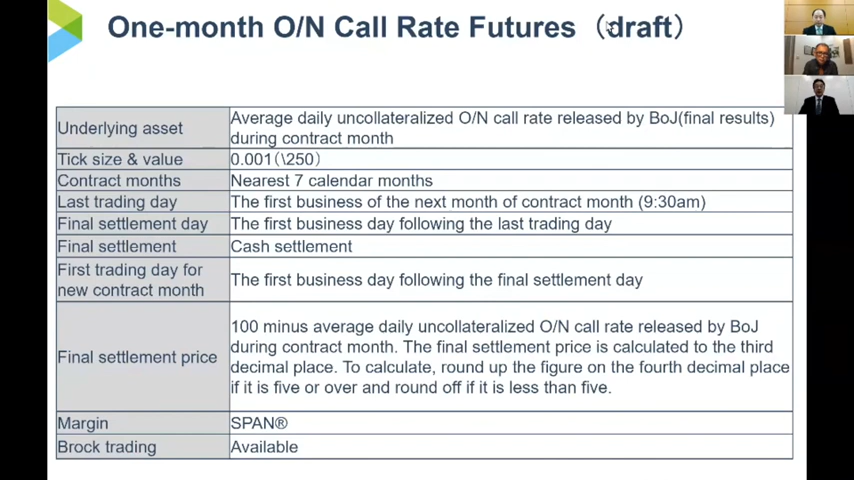 One-month O/N Call Rate Futures （draft）
Underlying asset
Average daily uncollateralized O/N call rate released by BoJ(final results)
during contract month
Tick size & value
0.001(\250)
Contract months
Nearest 7 calendar months
Last trading day
The first business of the next month of contract month (9:30am)
Final settlement day
The first business day following the last trading day
Final settlement
Cash settlement
First trading day for
new contract month
The first business day following the final settlement day
Final settlement price
100 minus average daily uncollateralized O/N call rate released by BoJ
during contract month. The final settlement price is calculated to the third
decimal place. To calculate, round up the figure on the fourth decimal place
if it is five or over and round off if it is less than five.
Margin
SPAN®
Brock trading
Available